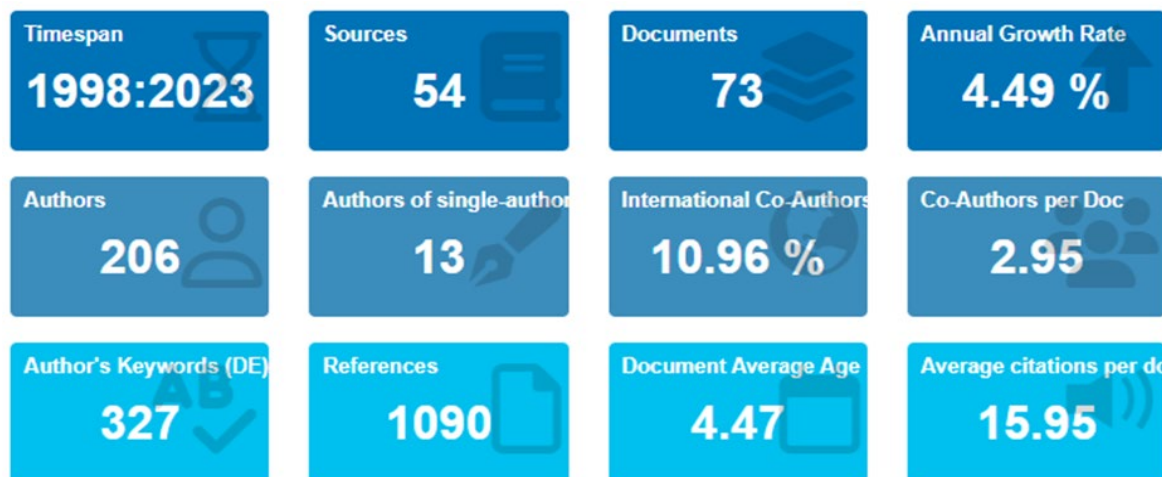 Timespan
1998:2023
Sources
54
Documents
73
Annual Growth Rate
4.49 %
Authors
206
Authors of single-author
13
International Co-Authors
10.96 %
Co-Authors per Doc
2.95
Author's Keywords (DE)
327
References
1090
Document Average Age
4.47
Average citations per do
15.95